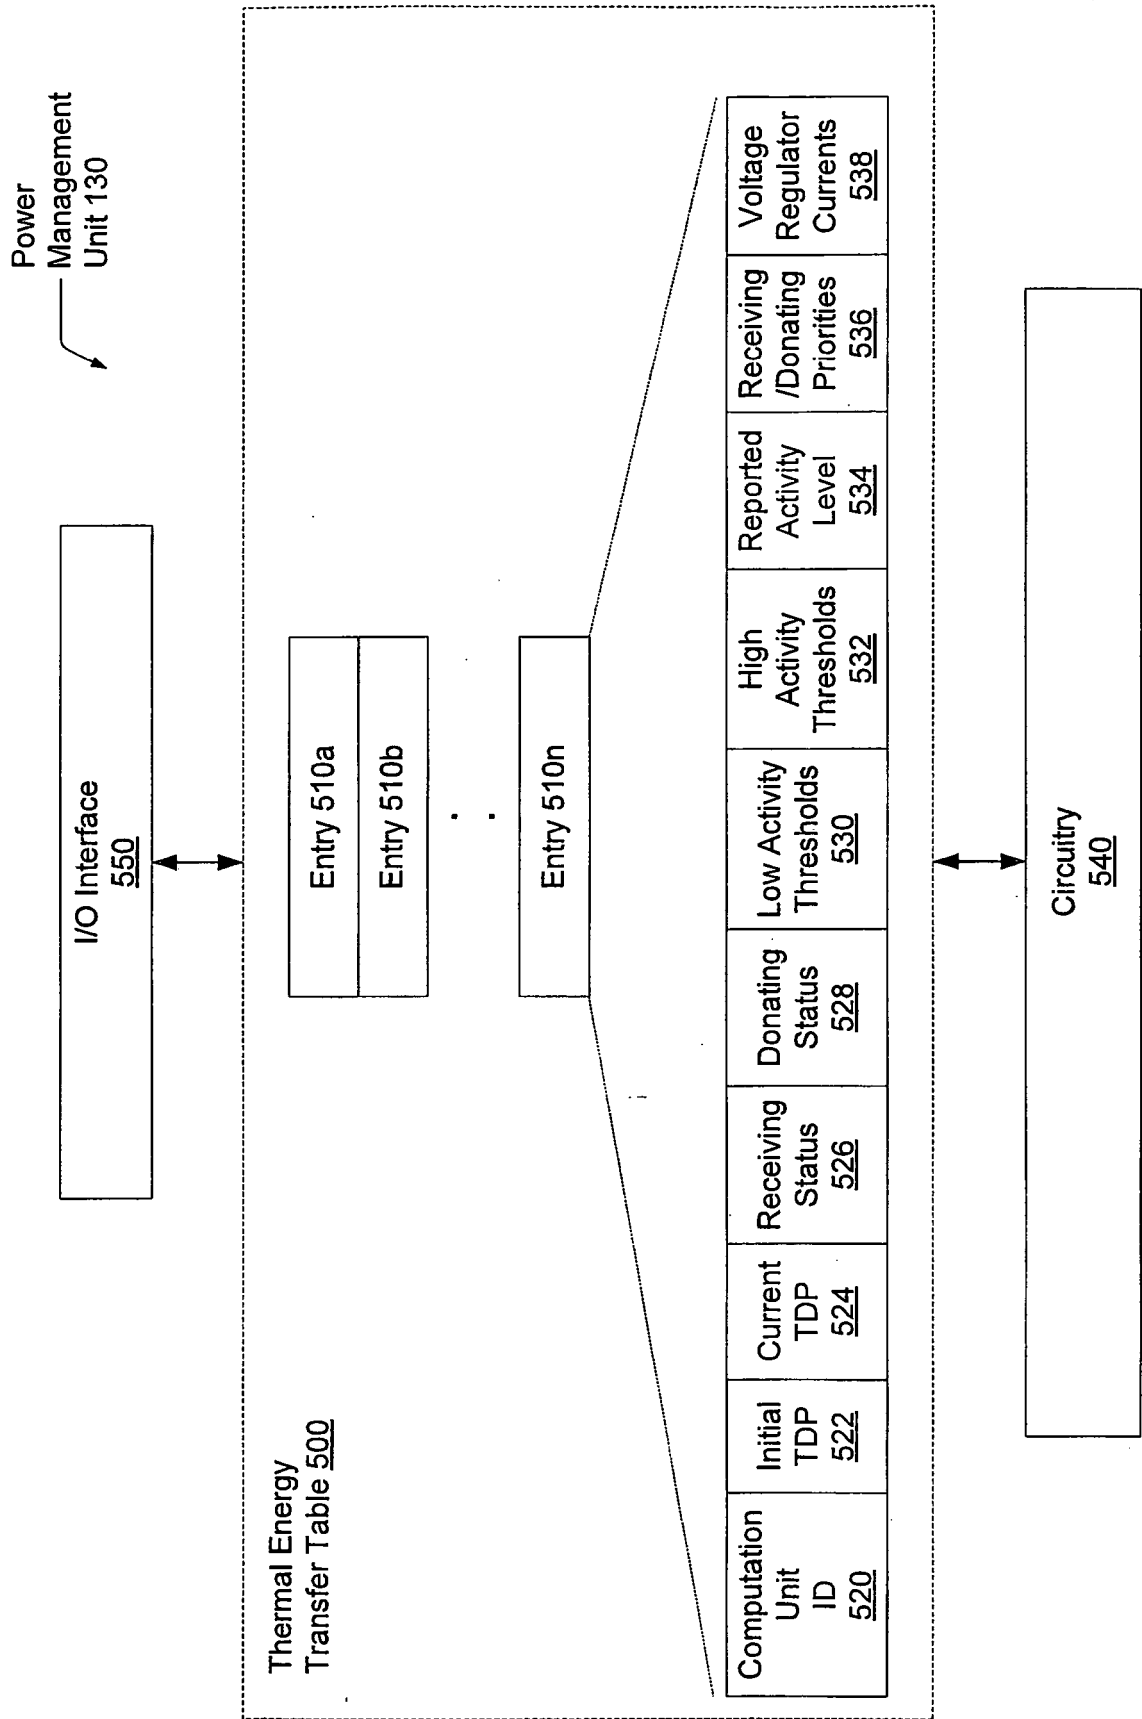 Power
Management
Unit 130
I/O Interface
550
Thermal Energy
Transfer Table 500
Entry 510a
Entry 510b
Entry 510n
Computation
Unit
ID
520
Initial
TDP
522
Current
TDP
524
Receiving
Status
526
Donating
Status
528
Low Activity
Thresholds
530
High
Activity
Thresholds
532
Reported
Activity
Level
534
Receiving
/Donating
Priorities
536
Voltage
Regulator
Currents
538
Circuitry
540